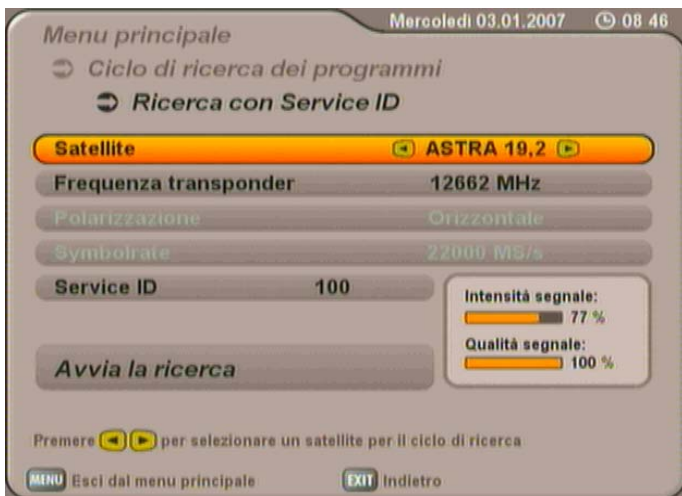 Mercoledì 03.01.2007 08 46
Menu principale
Ciclo di ricerca dei programmi
Ricerca con Service ID
Satellite ASTRA 19,2
Frequenza transponder 12662 MHz
Polarizzazione Orizzontale
Symbolrate 22000 MS/s
Service ID 100
Intensità segnale:
77 %
Qualità segnale:
100 %
Avvia la ricerca
Premere per selezionare un satellite per il ciclo di ricerca
MENU Esci dal menu principale EXIT Indietro